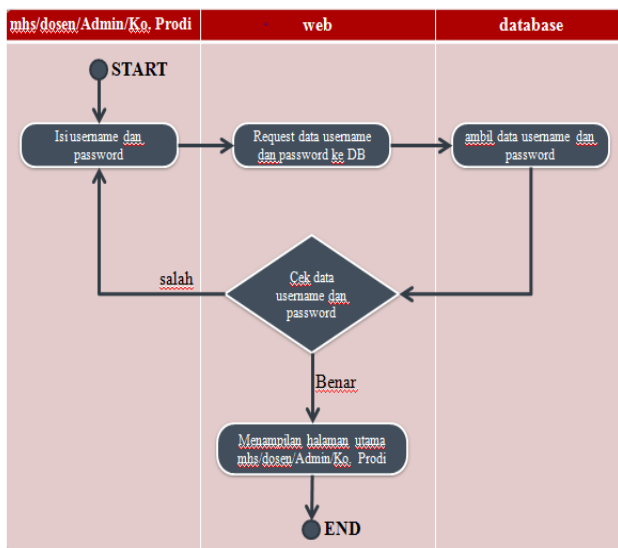 mhs/dosen/Admin/Ko. Prodi
web
database
START
Isi username dan
password
Request data username
dan password ke DB
ambil data username dan
password
salah
Cek data
username dan
password
Benar
Menampilan halaman utama
mhs/dosen/Admin/Ko. Prodi
END